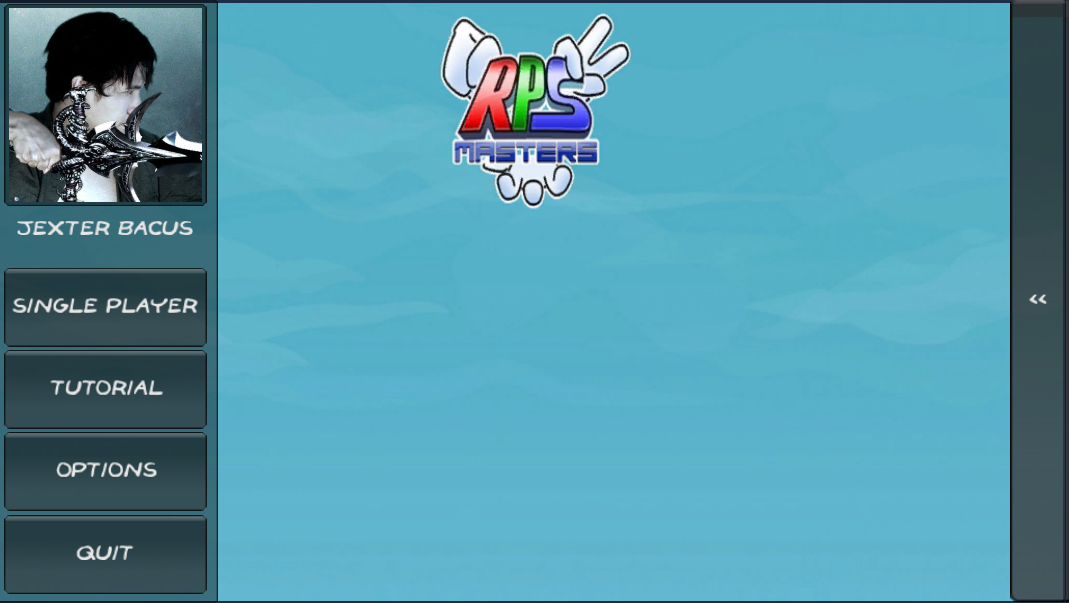 RPS
MASTERS
JEXTER BACUS
SINGLE PLAYER
TUTORIAL
OPTIONS
QUIT
<<